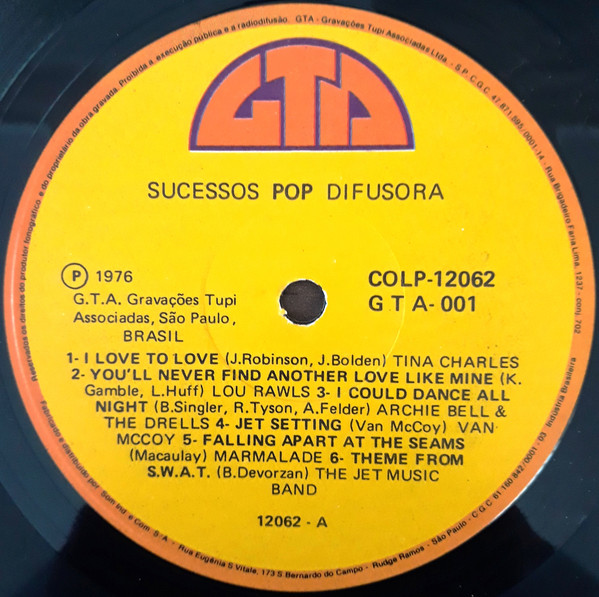 Reservados os direitos do produtor fonográfico e do proprietário da obra gravada. Proibida a execução pública e a radiodifusão. GTA - Gravações Tupi Associadas Ltda. - S.P. C.G.C. 47.871.595/0001-14 - Rua Brigadeiro Faria Lima, 1237 - conj. 702
GTA
SUCESSOS POP DIFUSORA
P 1976
G.T.A. Gravações Tupi
Associadas, São Paulo,
BRASIL
COLP-12062
G T A-001
1- I LOVE TO LOVE (J.Robinson, J.Bolden) TINA CHARLES
2- YOU'LL NEVER FIND ANOTHER LOVE LIKE MINE (K.
Gamble, L.Huff) LOU RAWLS 3- I COULD DANCE ALL
NIGHT (B.Singler, R.Tyson, A.Felder) ARCHIE BELL &
THE DRELLS 4- JET SETTING (Van McCoy) VAN
MCCOY 5- FALLING APART AT THE SEAMS
(Macaulay) MARMALADE 6- THEME FROM
S.W.A.T. (B.Devorzan) THE JET MUSIC
BAND
12062 - A
Fabricado e distribuído por Som Ind. e Com. S/A - Rua Eugênia S Vitale, 173 S Bernardo do Campo - Rudge Ramos - São Paulo - C.G.C 61 160 842/0001 - 03 Indústria Brasileira